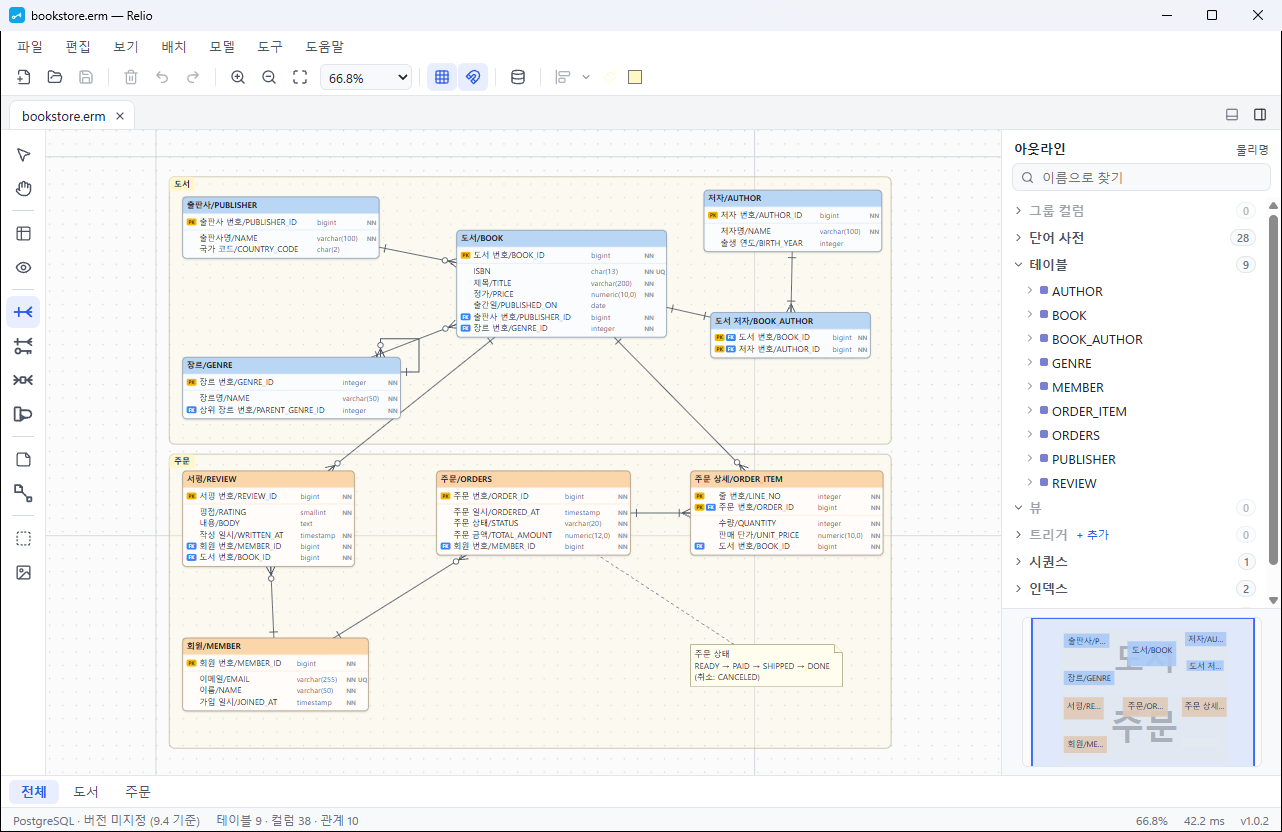 bookstore.erm — Relio
파일 편집 보기 배치 모델 도구 도움말
66.8%
bookstore.erm
도서
출판사/PUBLISHER
PK 출판사 번호/PUBLISHER_ID bigint NN
출판사명/NAME varchar(100) NN
국가 코드/COUNTRY_CODE char(2)
도서/BOOK
PK 도서 번호/BOOK_ID bigint NN
ISBN char(13) NN UQ
제목/TITLE varchar(200) NN
정가/PRICE numeric(10,0) NN
출간일/PUBLISHED_ON date
FK 출판사 번호/PUBLISHER_ID bigint NN
FK 장르 번호/GENRE_ID integer NN
저자/AUTHOR
PK 저자 번호/AUTHOR_ID bigint NN
저자명/NAME varchar(100) NN
출생 연도/BIRTH_YEAR integer
도서 저자/BOOK_AUTHOR
PK FK 도서 번호/BOOK_ID bigint NN
PK FK 저자 번호/AUTHOR_ID bigint NN
장르/GENRE
PK 장르 번호/GENRE_ID integer NN
장르명/NAME varchar(50) NN
FK 상위 장르 번호/PARENT_GENRE_ID integer NN
주문
서평/REVIEW
PK 서평 번호/REVIEW_ID bigint NN
평점/RATING smallint NN
내용/BODY text
작성 일시/WRITTEN_AT timestamp NN
FK 회원 번호/MEMBER_ID bigint NN
FK 도서 번호/BOOK_ID bigint NN
주문/ORDERS
PK 주문 번호/ORDER_ID bigint NN
주문 일시/ORDERED_AT timestamp NN
주문 상태/STATUS varchar(20) NN
주문 금액/TOTAL_AMOUNT numeric(12,0) NN
FK 회원 번호/MEMBER_ID bigint NN
주문 상세/ORDER_ITEM
PK 줄 번호/LINE_NO integer NN
PK FK 주문 번호/ORDER_ID bigint NN
수량/QUANTITY integer NN
판매 단가/UNIT_PRICE numeric(10,0) NN
FK 도서 번호/BOOK_ID bigint NN
회원/MEMBER
PK 회원 번호/MEMBER_ID bigint NN
이메일/EMAIL varchar(255) NN UQ
이름/NAME varchar(50) NN
가입 일시/JOINED_AT timestamp NN
주문 상태
READY → PAID → SHIPPED → DONE
(취소: CANCELED)
아웃라인 물리명
이름으로 찾기
그룹 컬럼 0
단어 사전 28
테이블 9
AUTHOR
BOOK
BOOK_AUTHOR
GENRE
MEMBER
ORDER_ITEM
ORDERS
PUBLISHER
REVIEW
뷰 0
트리거 + 추가 0
시퀀스 1
인덱스 2
도서
출판사/P...
도서/BOOK
저자/AU...
도서 저...
장르/GENRE
주문
서평/RE...
주문/OR...
주문 상세...
회원/ME...
전체 도서 주문
PostgreSQL · 버전 미지정 (9.4 기준) 테이블 9 · 컬럼 38 · 관계 10
66.8% 42.2 ms v1.0.2